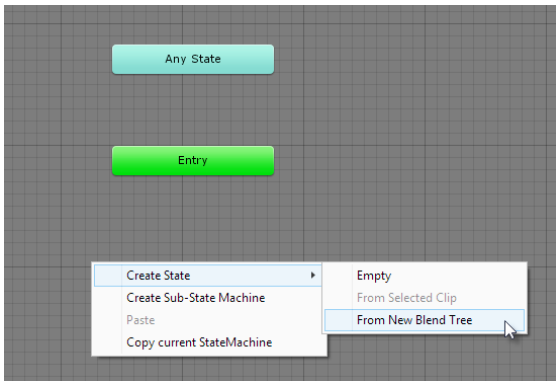 Any State
Entry
Create State
Create Sub-State Machine
Paste
Copy current StateMachine
Empty
From Selected Clip
From New Blend Tree